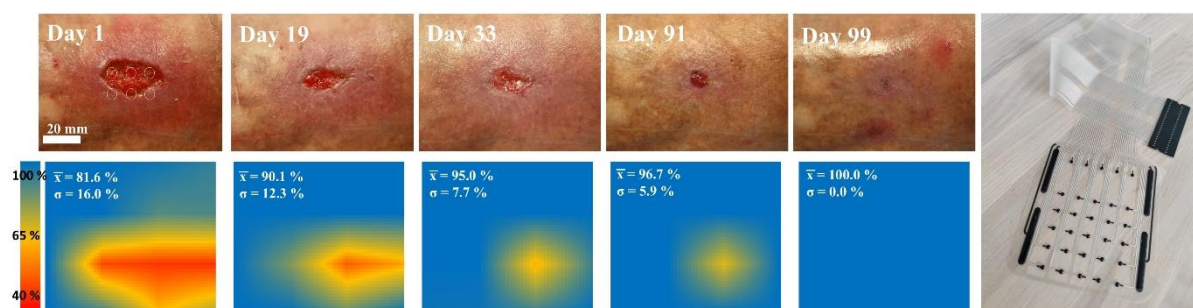 Day 1
Day 19
Day 33
Day 91
Day 99
20 mm
100 %
65 %
40 %
x̅ = 81.6 %
σ = 16.0 %
x̅ = 90.1 %
σ = 12.3 %
x̅ = 95.0 %
σ = 7.7 %
x̅ = 96.7 %
σ = 5.9 %
x̅ = 100.0 %
σ = 0.0 %